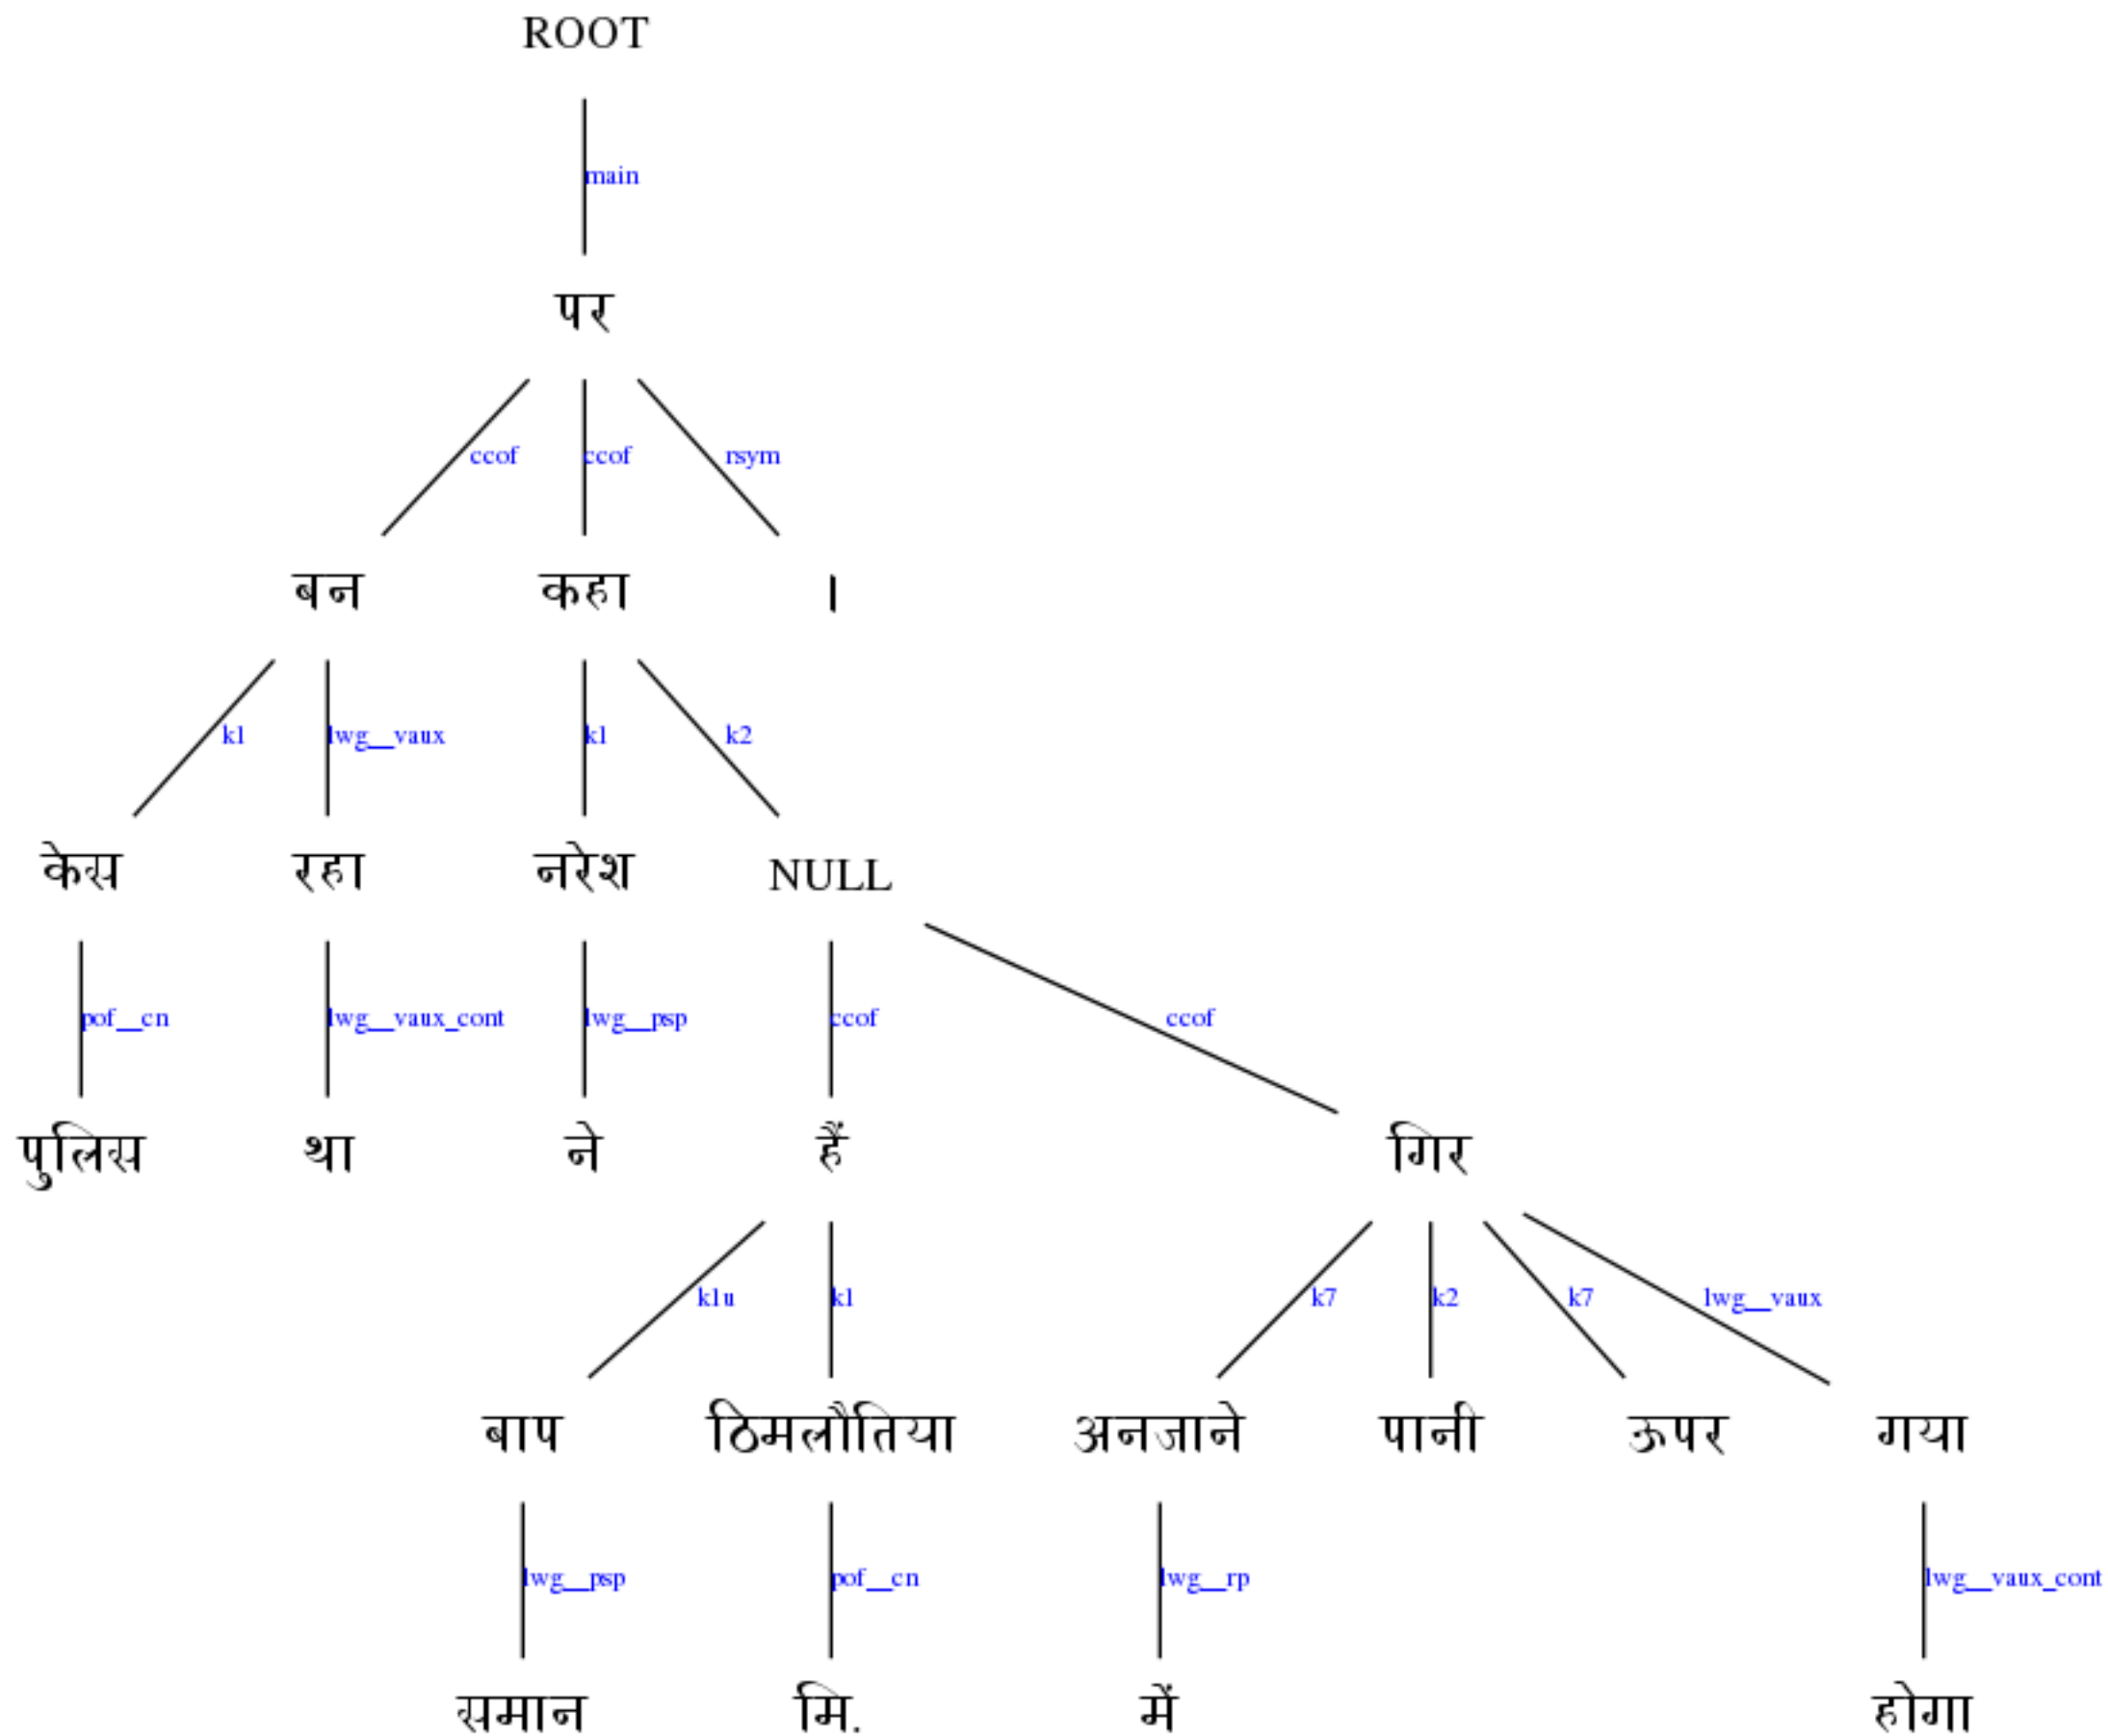 ROOT
main
पर
ccof ccof rsym
बन कहा ।
k1 lwg__vaux k1 k2
केस रहा नरेश NULL
pof__cn lwg__vaux_cont lwg__psp ccof ccof
पुलिस था ने हैं गिर
k1u k1 k7 k2 k7 lwg__vaux
बाप ठिमलौतिया अनजाने पानी ऊपर गया
lwg__psp pof__cn lwg__rp lwg__vaux_cont
समान मि. में होगा